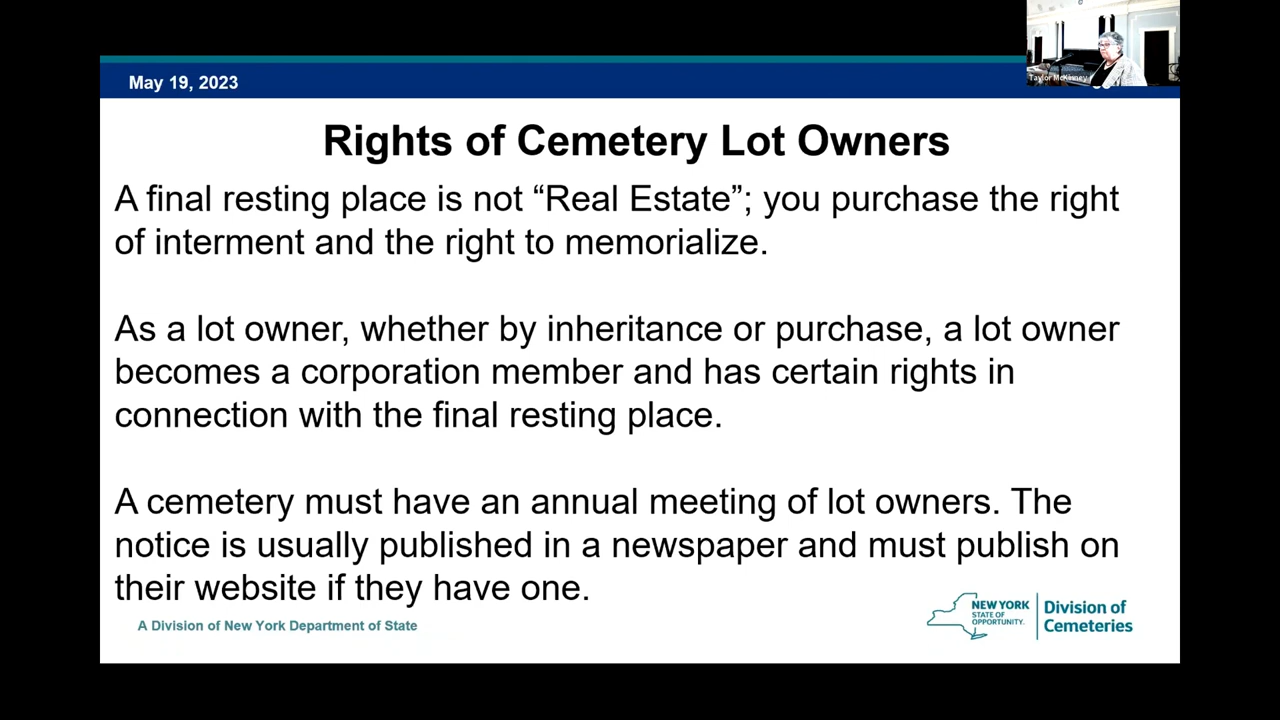 May 19, 2023
Taylor McKinney
Rights of Cemetery Lot Owners
A final resting place is not “Real Estate”; you purchase the right
of interment and the right to memorialize.
As a lot owner, whether by inheritance or purchase, a lot owner
becomes a corporation member and has certain rights in
connection with the final resting place.
A cemetery must have an annual meeting of lot owners. The
notice is usually published in a newspaper and must publish on
their website if they have one.
A Division of New York Department of State
NEW YORK
STATE OF
OPPORTUNITY.
Division of
Cemeteries